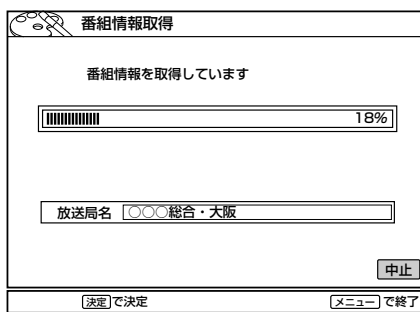 番組情報取得
番組情報を取得しています
18%
放送局名 ○○○総合・大阪
中止
決定で決定 メニューで終了